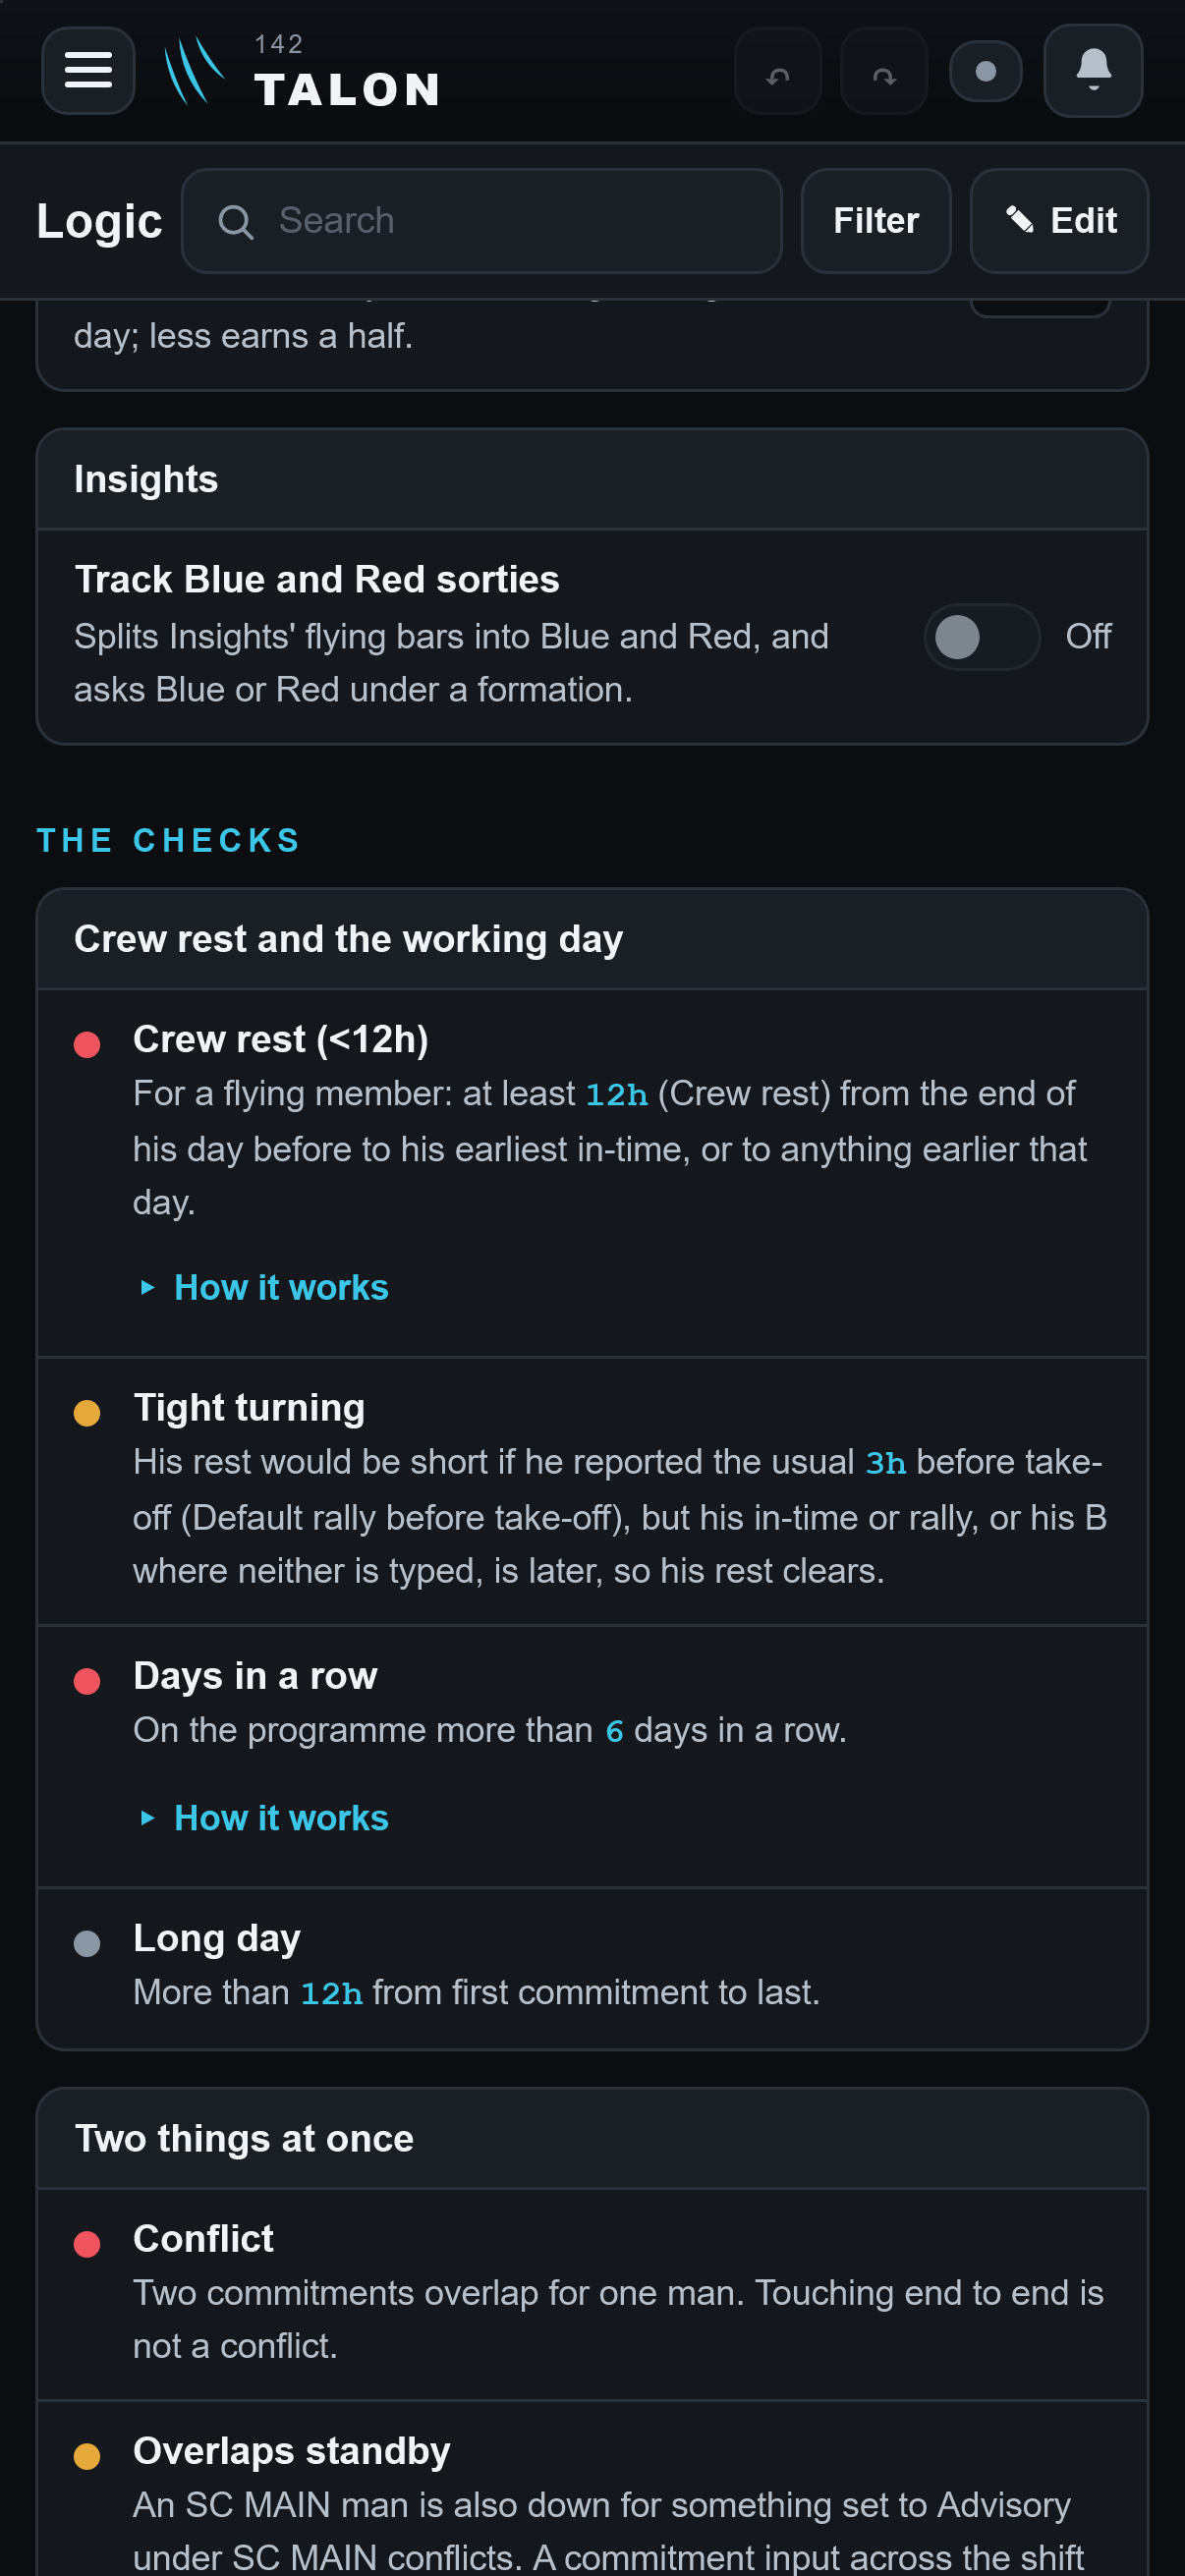 142
TALON
Logic
Search
Filter
Edit
day; less earns a half.
Insights
Track Blue and Red sorties
Splits Insights' flying bars into Blue and Red, and
asks Blue or Red under a formation.
Off
THE CHECKS
Crew rest and the working day
Crew rest (<12h)
For a flying member: at least 12h (Crew rest) from the end of
his day before to his earliest in-time, or to anything earlier that
day.
How it works
Tight turning
His rest would be short if he reported the usual 3h before take-
off (Default rally before take-off), but his in-time or rally, or his B
where neither is typed, is later, so his rest clears.
Days in a row
On the programme more than 6 days in a row.
How it works
Long day
More than 12h from first commitment to last.
Two things at once
Conflict
Two commitments overlap for one man. Touching end to end is
not a conflict.
Overlaps standby
An SC MAIN man is also down for something set to Advisory
under SC MAIN conflicts. A commitment input across the shift